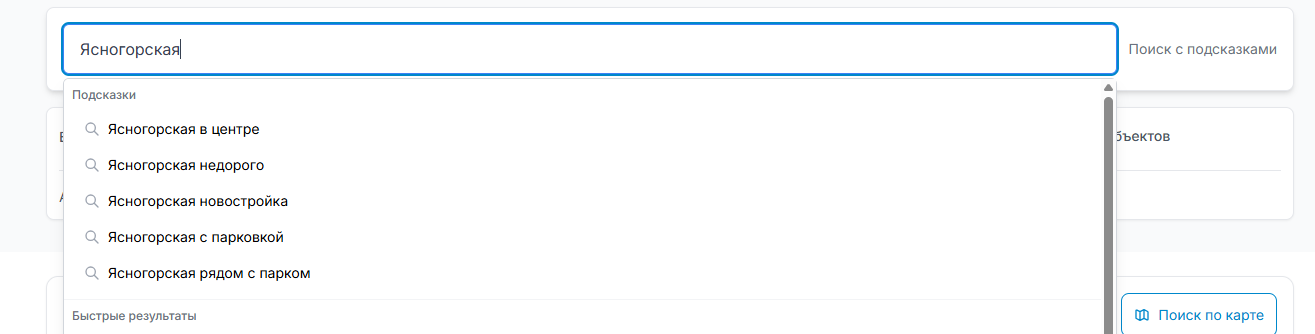 Ясногорская
Поиск с подсказками
Подсказки
Ясногорская в центре
Ясногорская недорого
Ясногорская новостройка
Ясногорская с парковкой
Ясногорская рядом с парком
Быстрые результаты
Поиск по карте